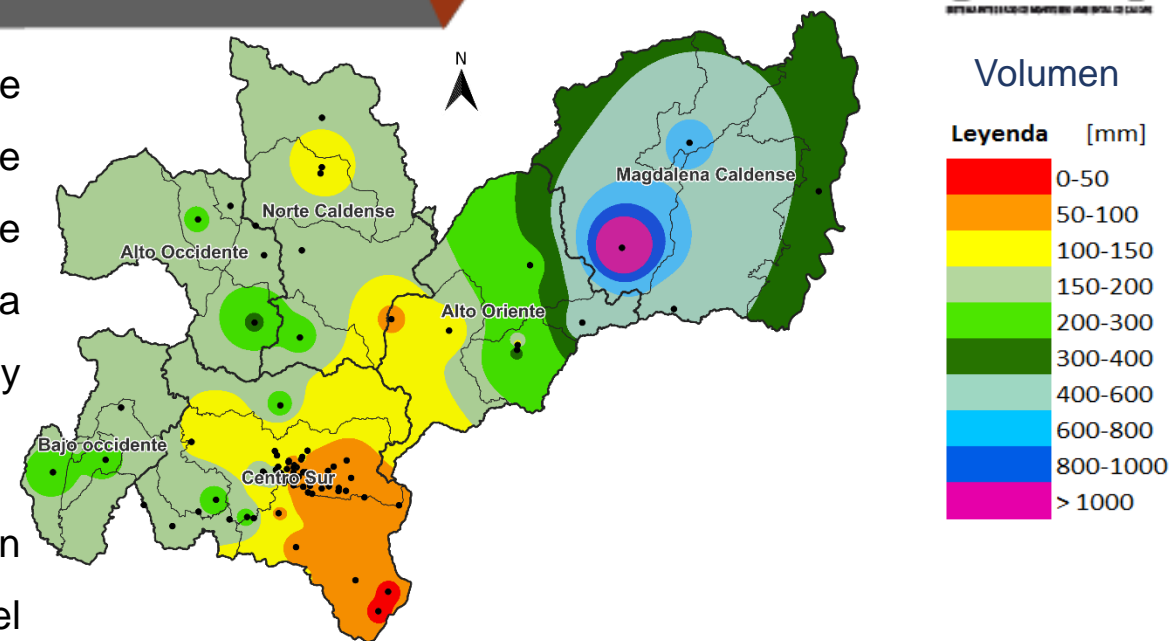 e
e
e
a
y
n
el
N
Norte Caldense
Magdalena Caldense
Alto Occidente
Alto Oriente
Bajo occidente
Centro Sur
Volumen
Leyenda [mm]
0-50
50-100
100-150
150-200
200-300
300-400
400-600
600-800
800-1000
> 1000